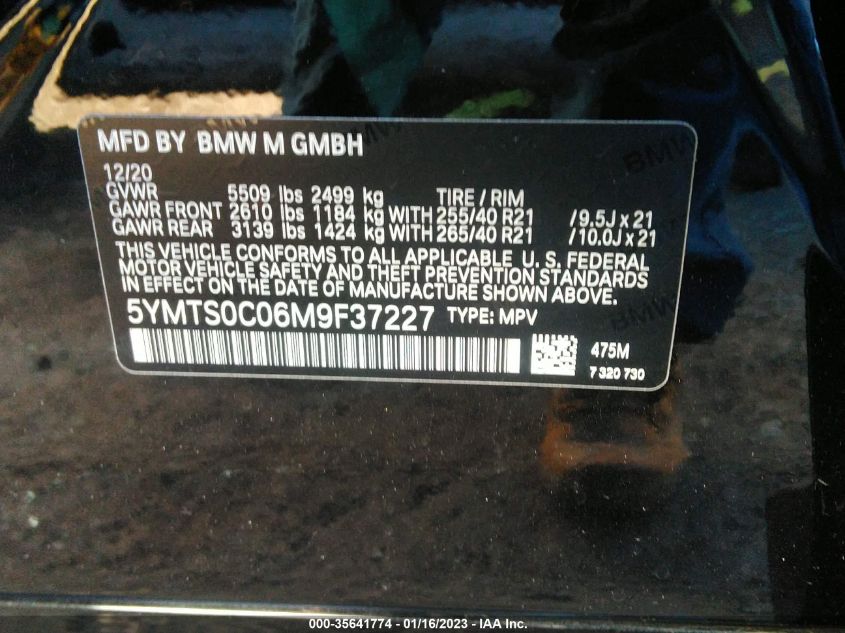 MFD BY BMW M GMBH
12/20
GVWR 5509 lbs 2499 kg TIRE / RIM
GAWR FRONT 2610 lbs 1184 kg WITH 255/40 R21 /9.5J x 21
GAWR REAR 3139 lbs 1424 kg WITH 265/40 R21 /10.0J x 21
THIS VEHICLE CONFORMS TO ALL APPLICABLE U. S. FEDERAL
MOTOR VEHICLE SAFETY AND THEFT PREVENTION STANDARDS
IN EFFECT ON THE DATE OF MANUFACTURE SHOWN ABOVE.
5YMTS0C06M9F37227 TYPE: MPV
475M
7 320 730
BMW
BMW
BMW
000-35641774 - 01/16/2023 - IAA Inc.